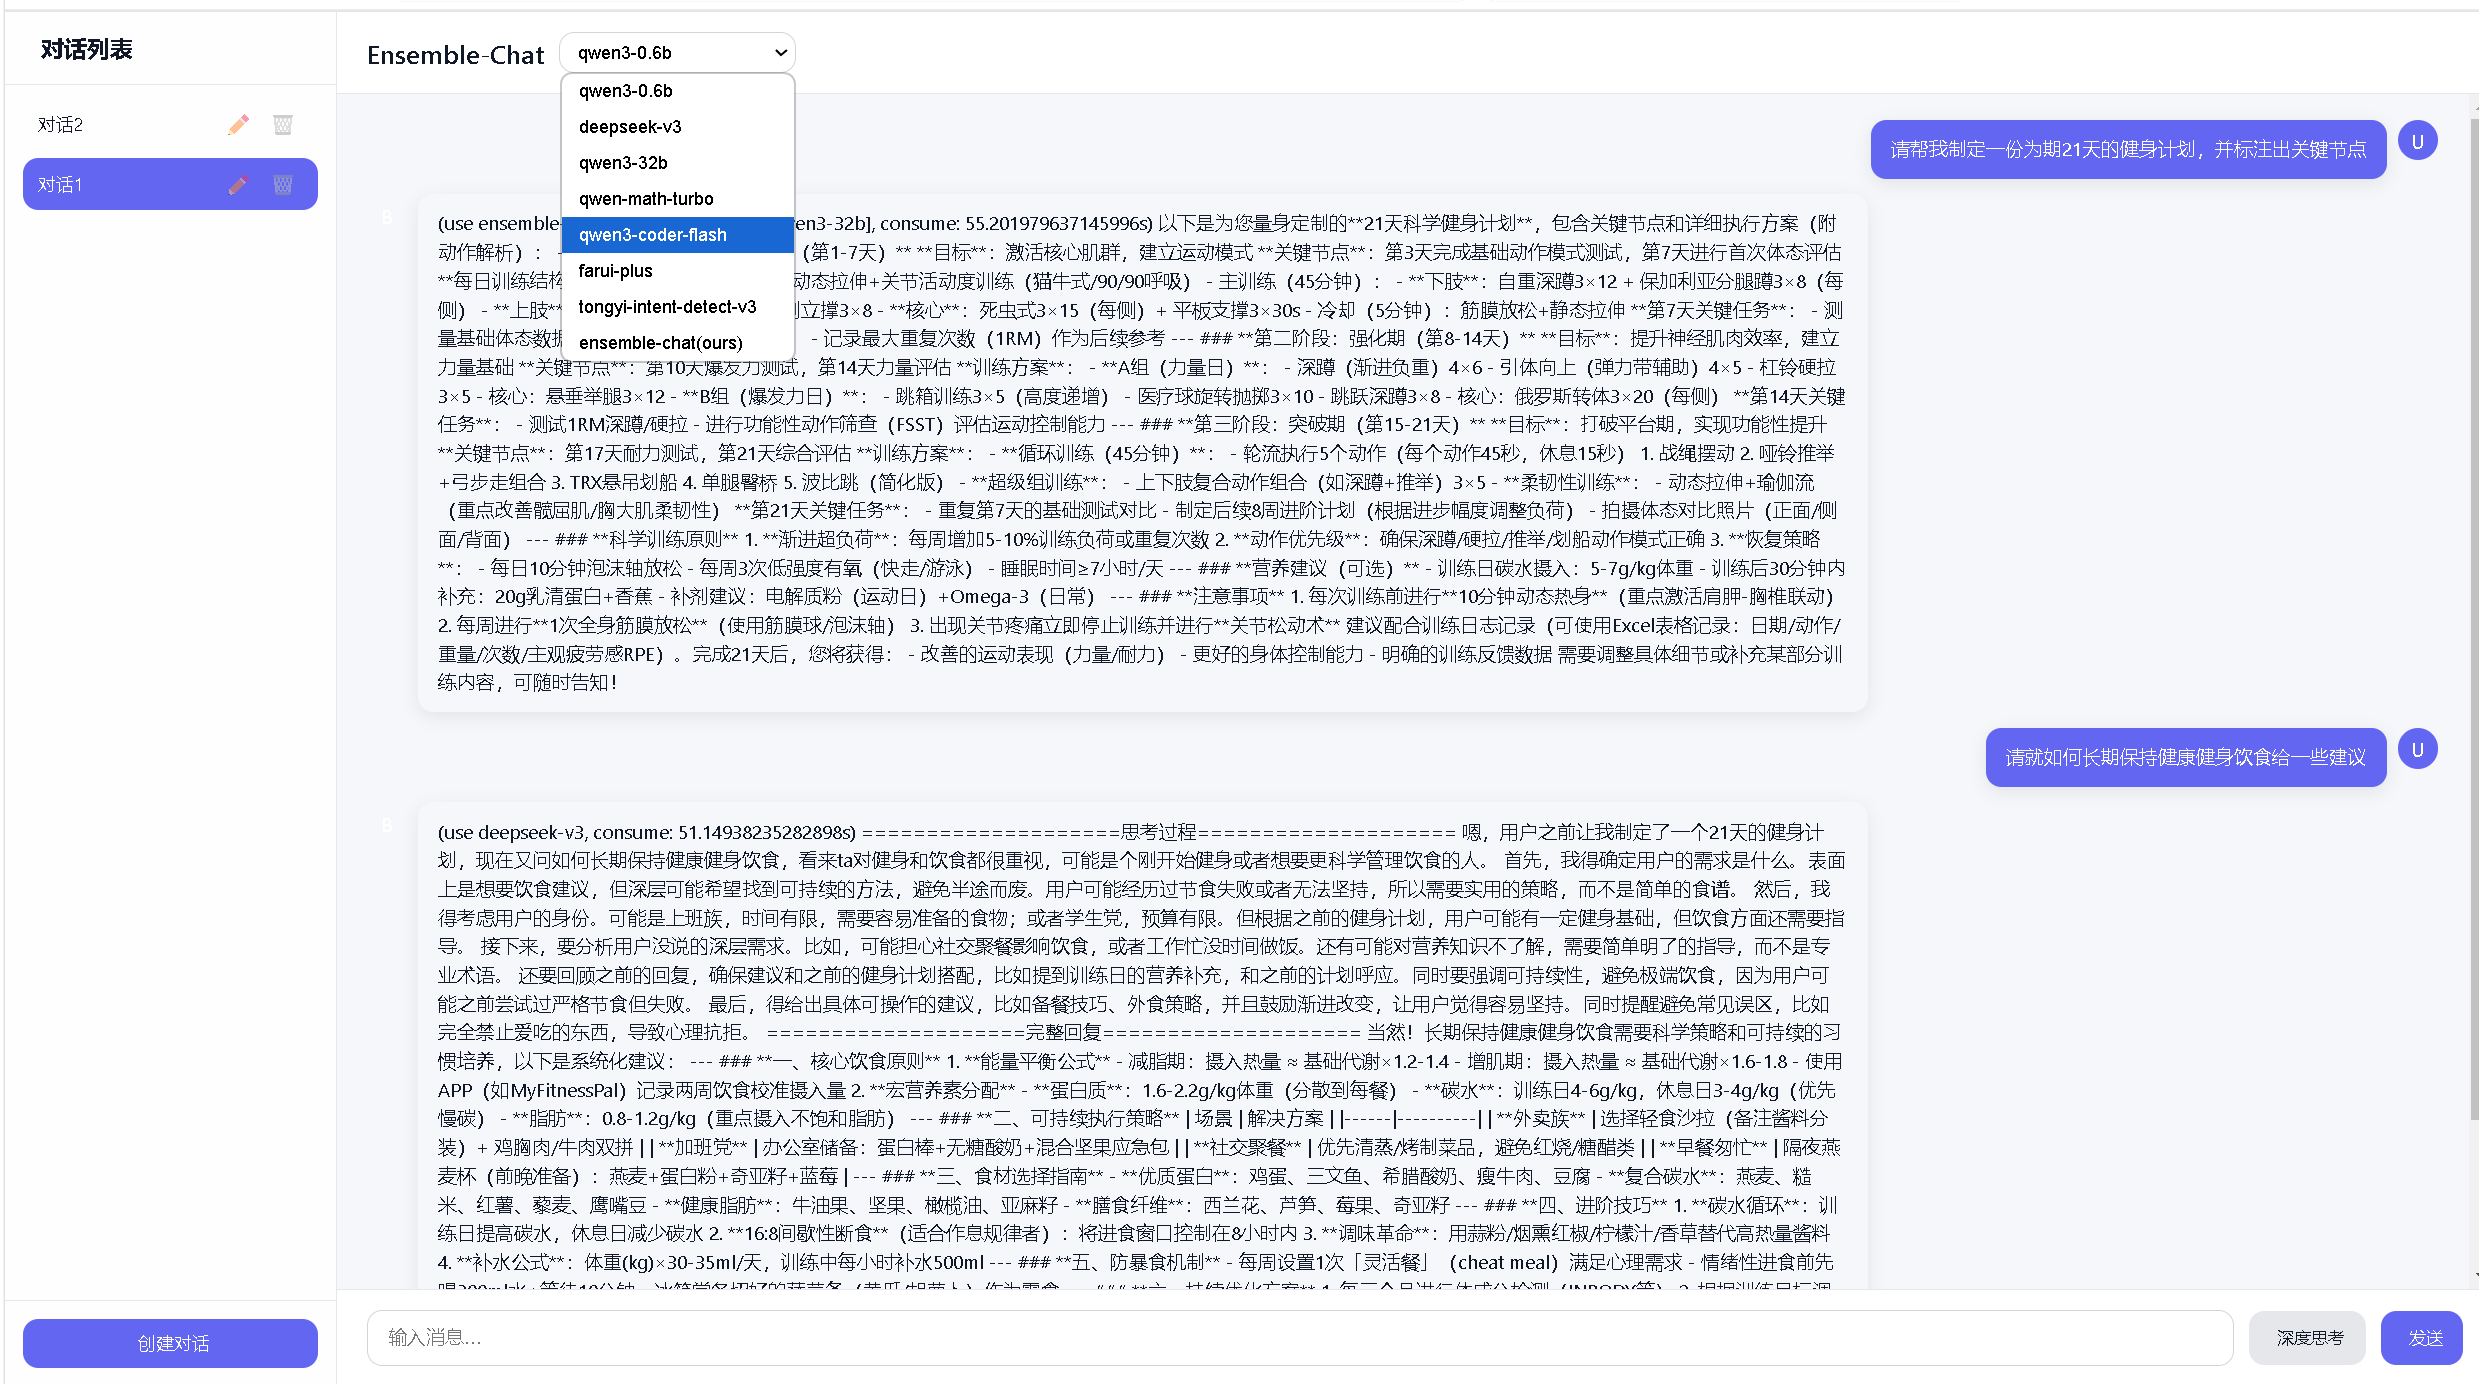 对话列表
对话2
对话1
创建对话
Ensemble-Chat
qwen3-0.6b
qwen3-0.6b
deepseek-v3
qwen3-32b
qwen-math-turbo
qwen3-coder-flash
farui-plus
tongyi-intent-detect-v3
ensemble-chat(ours)
请帮我制定一份为期21天的健身计划，并标注出关键节点
U
B
(use ensemble- en3-32b], consume: 55.201979637145996s) 以下是为您量身定制的**21天科学健身计划**，包含关键节点和详细执行方案（附
动作解析）： （第1-7天）** **目标**：激活核心肌群，建立运动模式 **关键节点**：第3天完成基础动作模式测试，第7天进行首次体态评估
**每日训练结构 动态拉伸+关节活动度训练（猫牛式/90/90呼吸） - 主训练（45分钟）： - **下肢**：自重深蹲3×12 + 保加利亚分腿蹲3×8（每
侧） - **上肢** 立撑3×8 - **核心**：死虫式3×15（每侧）+ 平板支撑3×30s - 冷却（5分钟）：筋膜放松+静态拉伸 **第7天关键任务**： - 测
量基础体态数据 - 记录最大重复次数（1RM）作为后续参考 --- ### **第二阶段：强化期（第8-14天）** **目标**：提升神经肌肉效率，建立
力量基础 **关键节点**：第10天爆发力测试，第14天力量评估 **训练方案**： - **A组（力量日）**： - 深蹲（渐进负重）4×6 - 引体向上（弹力带辅助）4×5 - 杠铃硬拉
3×5 - 核心：悬垂举腿3×12 - **B组（爆发力日）**： - 跳箱训练3×5（高度递增） - 医疗球旋转抛掷3×10 - 跳跃深蹲3×8 - 核心：俄罗斯转体3×20（每侧） **第14天关键
任务**： - 测试1RM深蹲/硬拉 - 进行功能性动作筛查（FSST）评估运动控制能力 --- ### **第三阶段：突破期（第15-21天）** **目标**：打破平台期，实现功能性提升
**关键节点**：第17天耐力测试，第21天综合评估 **训练方案**： - **循环训练（45分钟）**： - 轮流执行5个动作（每个动作45秒，休息15秒） 1. 战绳摆动 2. 哑铃推举
+弓步走组合 3. TRX悬吊划船 4. 单腿臀桥 5. 波比跳（简化版） - **超级组训练**： - 上下肢复合动作组合（如深蹲+推举）3×5 - **柔韧性训练**： - 动态拉伸+瑜伽流
（重点改善髋屈肌/胸大肌柔韧性） **第21天关键任务**： - 重复第7天的基础测试对比 - 制定后续8周进阶计划（根据进步幅度调整负荷） - 拍摄体态对比照片（正面/侧
面/背面） --- ### **科学训练原则** 1. **渐进超负荷**：每周增加5-10%训练负荷或重复次数 2. **动作优先级**：确保深蹲/硬拉/推举/划船动作模式正确 3. **恢复策略
**： - 每日10分钟泡沫轴放松 - 每周3次低强度有氧（快走/游泳） - 睡眠时间≥7小时/天 --- ### **营养建议（可选）** - 训练日碳水摄入：5-7g/kg体重 - 训练后30分钟内
补充：20g乳清蛋白+香蕉 - 补剂建议：电解质粉（运动日）+Omega-3（日常） --- ### **注意事项** 1. 每次训练前进行**10分钟动态热身**（重点激活肩胛-胸椎联动）
2. 每周进行**1次全身筋膜放松**（使用筋膜球/泡沫轴） 3. 出现关节疼痛立即停止训练并进行**关节松动术** 建议配合训练日志记录（可使用Excel表格记录：日期/动作/
重量/次数/主观疲劳感RPE）。完成21天后，您将获得： - 改善的运动表现（力量/耐力） - 更好的身体控制能力 - 明确的训练反馈数据 需要调整具体细节或补充某部分训
练内容，可随时告知！
请就如何长期保持健康健身饮食给一些建议
U
B
(use deepseek-v3, consume: 51.14938235282898s) ====================思考过程==================== 嗯，用户之前让我制定了一个21天的健身计
划，现在又问如何长期保持健康健身饮食，看来ta对健身和饮食都很重视，可能是个刚开始健身或者想要更科学管理饮食的人。 首先，我得确定用户的需求是什么。表面
上是想要饮食建议，但深层可能希望找到可持续的方法，避免半途而废。用户可能经历过节食失败或者无法坚持，所以需要实用的策略，而不是简单的食谱。 然后，我
得考虑用户的身份。可能是上班族，时间有限，需要容易准备的食物；或者学生党，预算有限。但根据之前的健身计划，用户可能有一定健身基础，但饮食方面还需要指
导。 接下来，要分析用户没说的深层需求。比如，可能担心社交聚餐影响饮食，或者工作忙没时间做饭。还有可能对营养知识不了解，需要简单明了的指导，而不是专
业术语。 还要回顾之前的回复，确保建议和之前的健身计划搭配，比如提到训练日的营养补充，和之前的计划呼应。同时要强调可持续性，避免极端饮食，因为用户可
能之前尝试过严格节食但失败。 最后，得给出具体可操作的建议，比如备餐技巧、外食策略，并且鼓励渐进改变，让用户觉得容易坚持。同时提醒避免常见误区，比如
完全禁止爱吃的东西，导致心理抗拒。 ====================完整回复==================== 当然！长期保持健康健身饮食需要科学策略和可持续的习
惯培养，以下是系统化建议： --- ### **一、核心饮食原则** 1. **能量平衡公式** - 减脂期：摄入热量 ≈ 基础代谢×1.2-1.4 - 增肌期：摄入热量 ≈ 基础代谢×1.6-1.8 - 使用
APP（如MyFitnessPal）记录两周饮食校准摄入量 2. **宏营养素分配** - **蛋白质**：1.6-2.2g/kg体重（分散到每餐） - **碳水**：训练日4-6g/kg，休息日3-4g/kg（优先
慢碳） - **脂肪**：0.8-1.2g/kg（重点摄入不饱和脂肪） --- ### **二、可持续执行策略** | 场景 | 解决方案 | |------|----------| | **外卖族** | 选择轻食沙拉（备注酱料分
装）+ 鸡胸肉/牛肉双拼 | | **加班党** | 办公室储备：蛋白棒+无糖酸奶+混合坚果应急包 | | **社交聚餐** | 优先清蒸/烤制菜品，避免红烧/糖醋类 | | **早餐匆忙** | 隔夜燕
麦杯（前晚准备）：燕麦+蛋白粉+奇亚籽+蓝莓 | --- ### **三、食材选择指南** - **优质蛋白**：鸡蛋、三文鱼、希腊酸奶、瘦牛肉、豆腐 - **复合碳水**：燕麦、糙
米、红薯、藜麦、鹰嘴豆 - **健康脂肪**：牛油果、坚果、橄榄油、亚麻籽 - **膳食纤维**：西兰花、芦笋、莓果、奇亚籽 --- ### **四、进阶技巧** 1. **碳水循环**：训
练日提高碳水，休息日减少碳水 2. **16:8间歇性断食**（适合作息规律者）：将进食窗口控制在8小时内 3. **调味革命**：用蒜粉/烟熏红椒/柠檬汁/香草替代高热量酱料
4. **补水公式**：体重(kg)×30-35ml/天，训练中每小时补水500ml --- ### **五、防暴食机制** - 每周设置1次「灵活餐」（cheat meal）满足心理需求 - 情绪性进食前先
输入消息...
深度思考
发送